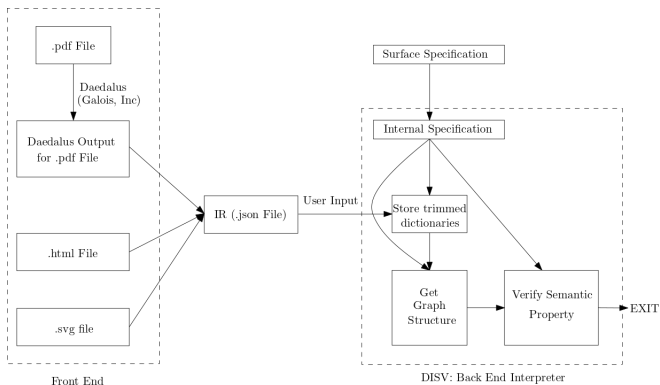 .pdf File
Daedalus
(Galois, Inc)
Daedalus Output
for .pdf File
.html File
.svg file
Front End
IR (.json File)
User Input
Surface Specification
Internal Specification
Store trimmed
dictionaries
Get
Graph
Structure
Verify Semantic
Property
EXIT
DISV: Back End Interpreter